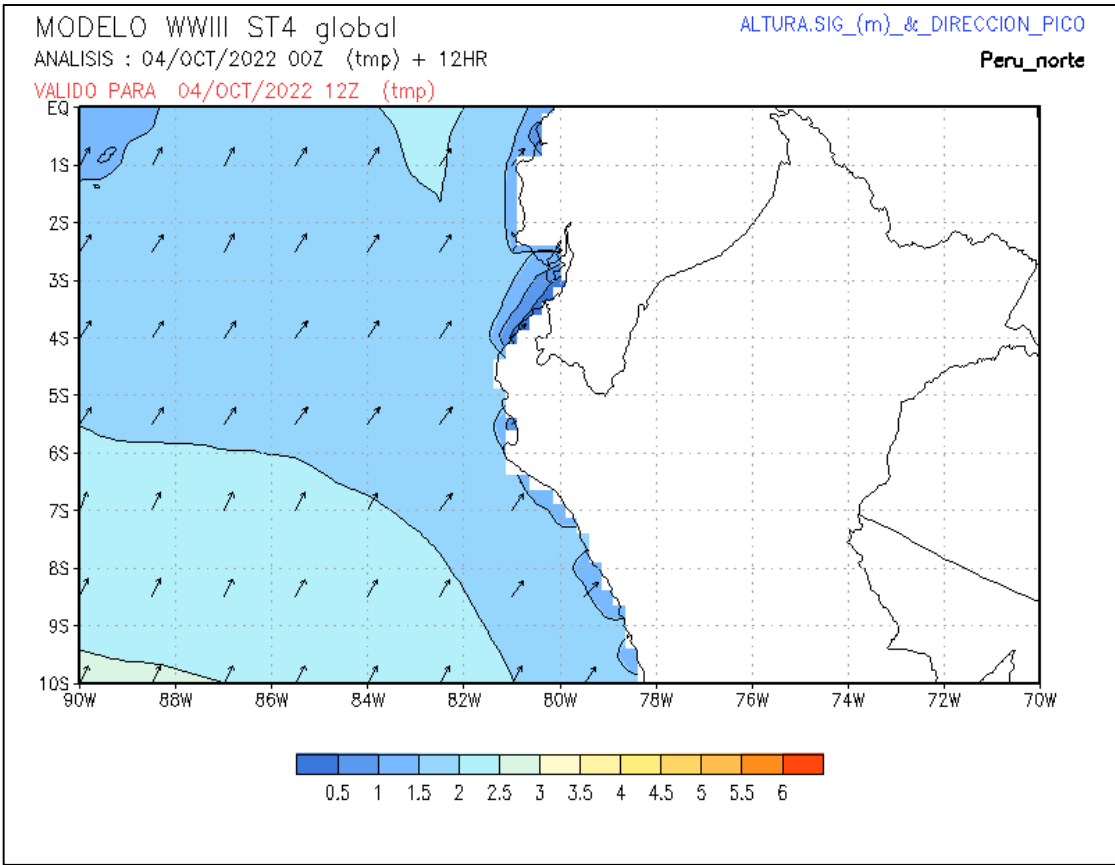 MODELO WWIII ST4 global
ALTURA.SIG_(m)_&_DIRECCION_PICO
ANALISIS : 04/OCT/2022 00Z (tmp) + 12HR
Peru_norte
VALIDO PARA 04/OCT/2022 12Z (tmp)
EQ
1S
2S
3S
4S
5S
6S
7S
8S
9S
10S
90W 88W 86W 84W 82W 80W 78W 76W 74W 72W 70W
0.5 1 1.5 2 2.5 3 3.5 4 4.5 5 5.5 6